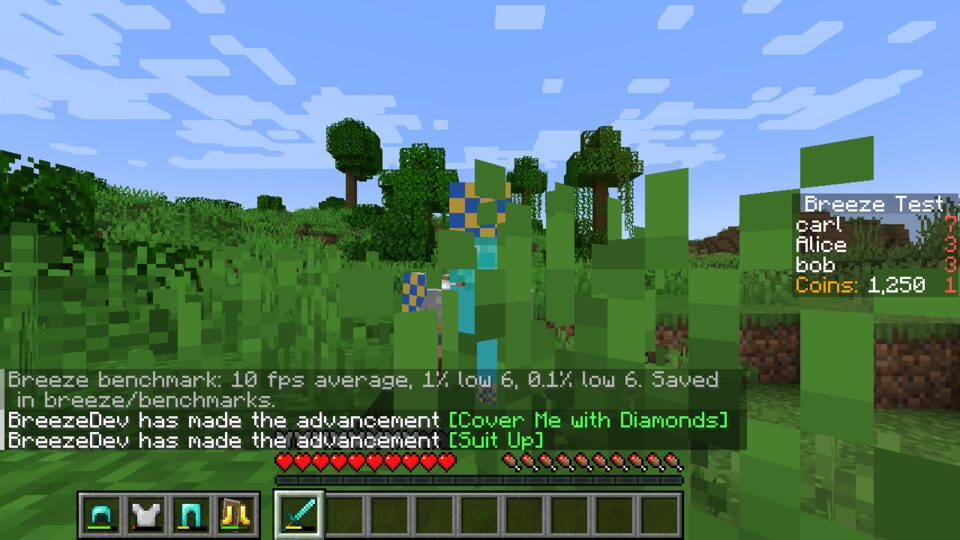 Breeze Test
carl 7
Alice 3
bob 3
Coins: 1,250 1
Breeze benchmark: 10 fps average, 1% low 6, 0.1% low 6. Saved
in breeze/benchmarks.
BreezeDev has made the advancement [Cover Me with Diamonds]
BreezeDev has made the advancement [Suit Up]